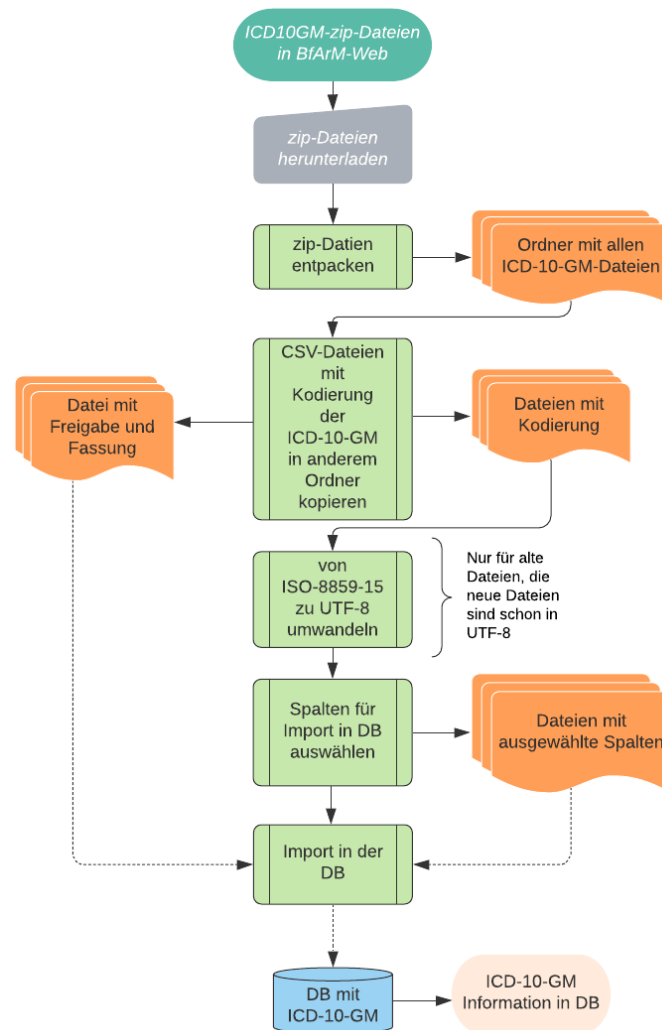 ICD10GM-zip-Dateien
in BfArM-Web
zip-Dateien
herunterladen
zip-Datien
entpacken
Ordner mit allen
ICD-10-GM-Dateien
CSV-Dateien
mit
Kodierung
der
ICD-10-GM
in anderem
Ordner
kopieren
Datei mit
Freigabe und
Fassung
Dateien mit
Kodierung
von
ISO-8859-15
zu UTF-8
umwandeln
Nur für alte
Dateien, die
neue Dateien
sind schon in
UTF-8
Spalten für
Import in DB
auswählen
Dateien mit
ausgewählte Spalten
Import in der
DB
DB mit
ICD-10-GM
ICD-10-GM
Information in DB